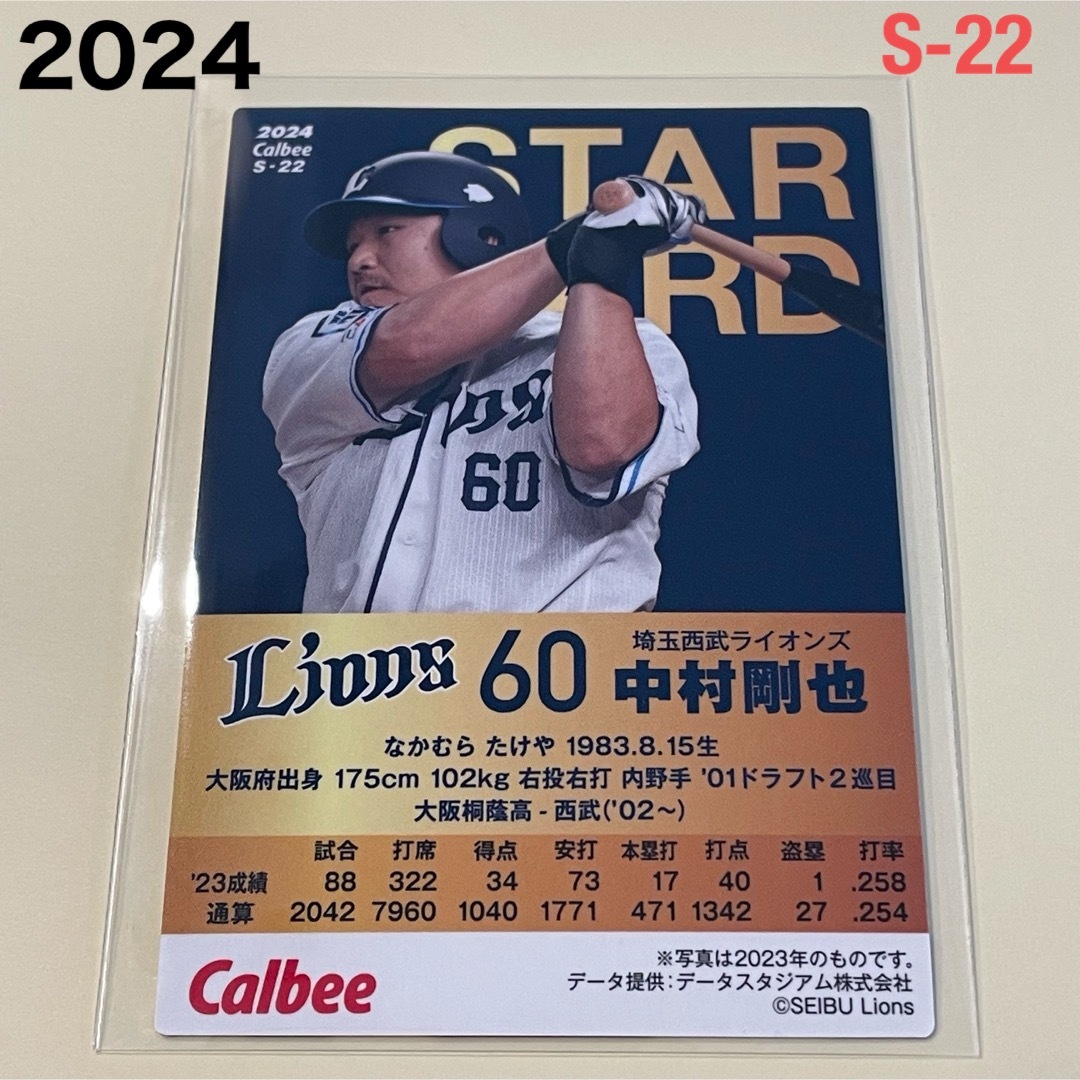 2024
S-22
2024
Calbee
S-22
STAR
RD
Lions
60
Lions 60 埼玉西武ライオンズ
中村剛也
なかむら たけや 1983.8.15生
大阪府出身 175cm 102kg 右投右打 内野手 '01ドラフト2巡目
大阪桐蔭高-西武('02〜)
試合 打席 得点 安打 本塁打 打点 盗塁 打率
'23成績 88 322 34 73 17 40 1 .258
通算 2042 7960 1040 1771 471 1342 27 .254
Calbee
※写真は2023年のものです。
データ提供:データスタジアム株式会社
©SEIBU Lions